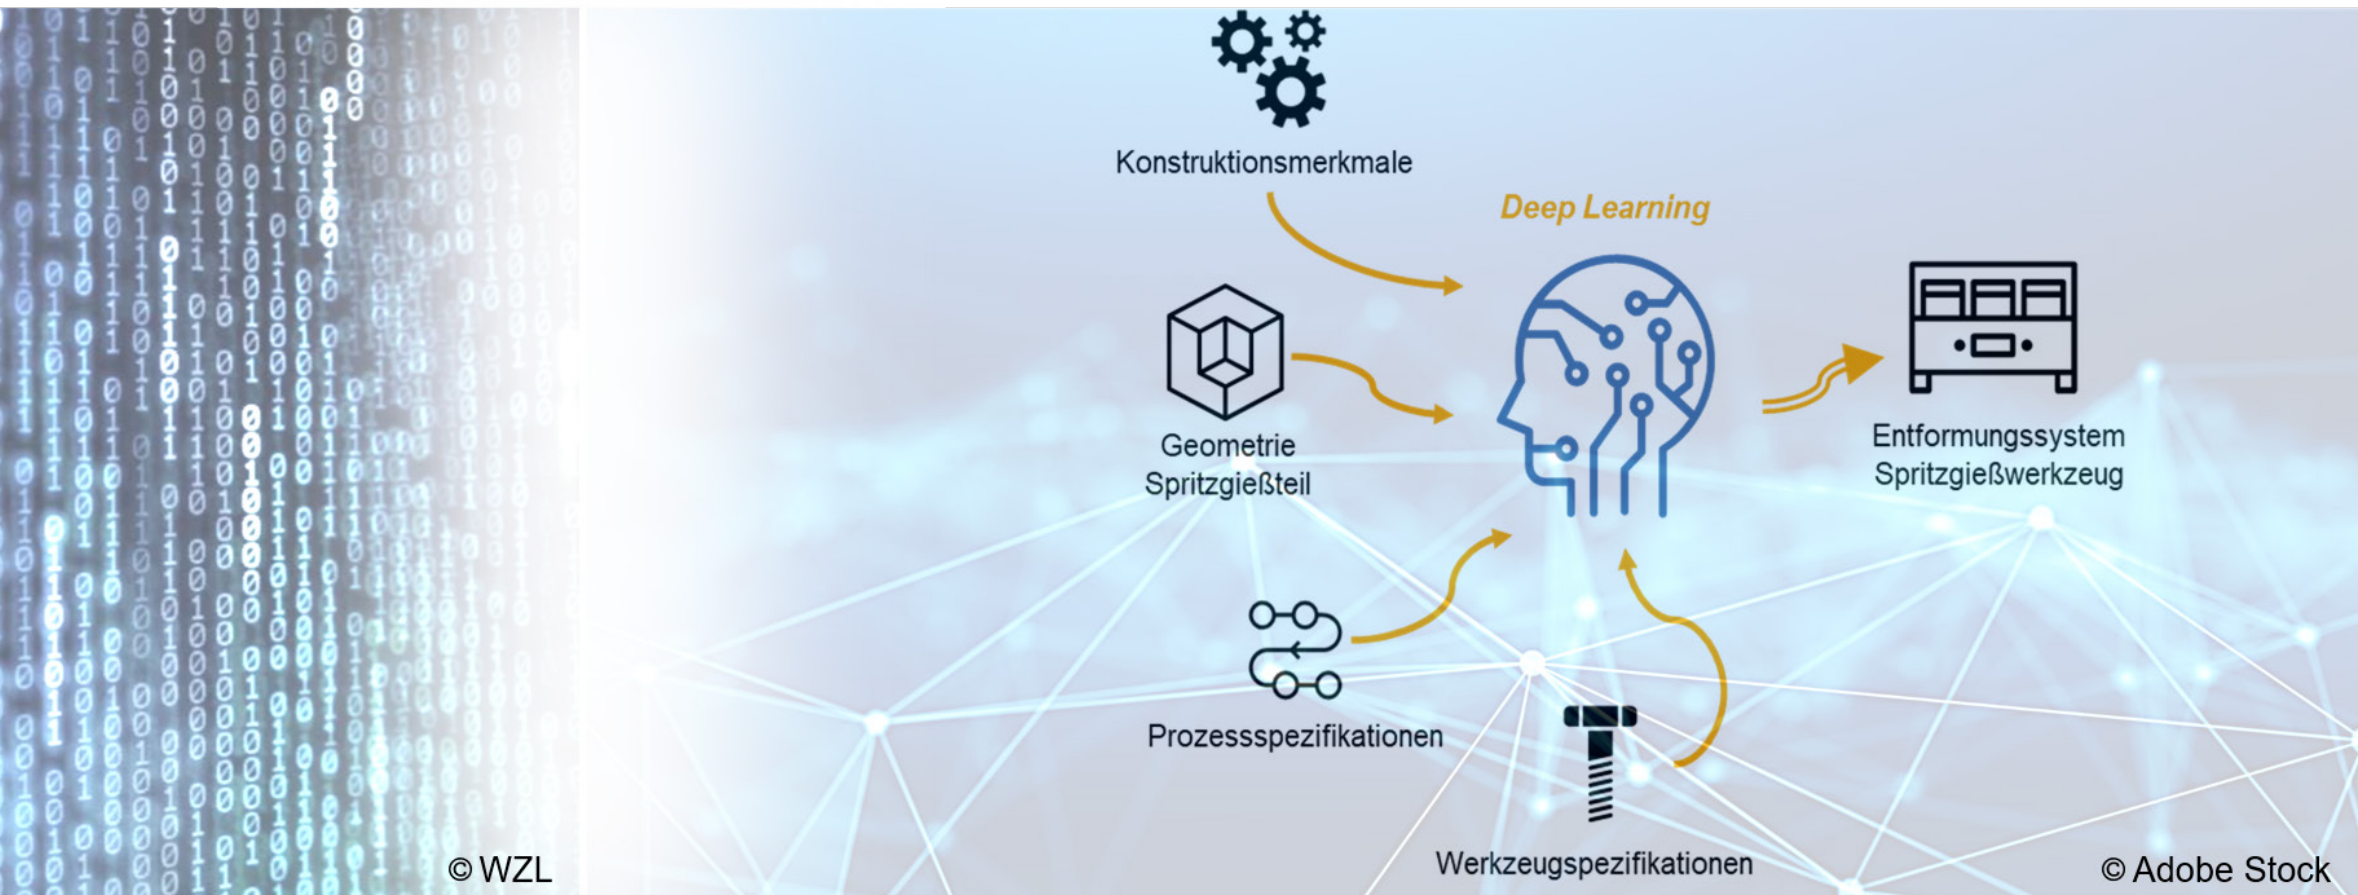 Konstruktionsmerkmale
Deep Learning
Geometrie
Spritzgießteil
Entformungssystem
Spritzgießwerkzeug
Prozessspezifikationen
Werkzeugspezifikationen
© WZL
© Adobe Stock